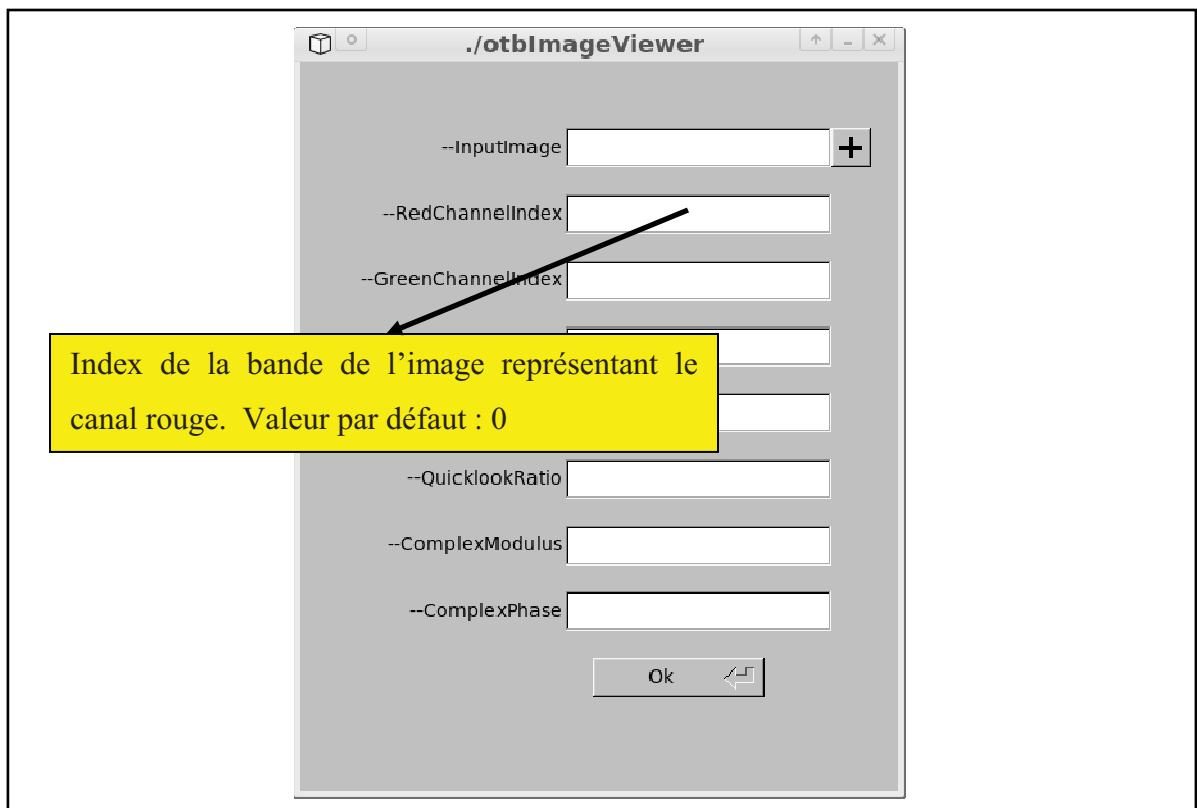 ./otbImageViewer
--InputImage
--RedChannelIndex
--GreenChannelIndex
Index de la bande de l’image représentant le
canal rouge. Valeur par défaut : 0
--QuicklookRatio
--ComplexModulus
--ComplexPhase
Ok